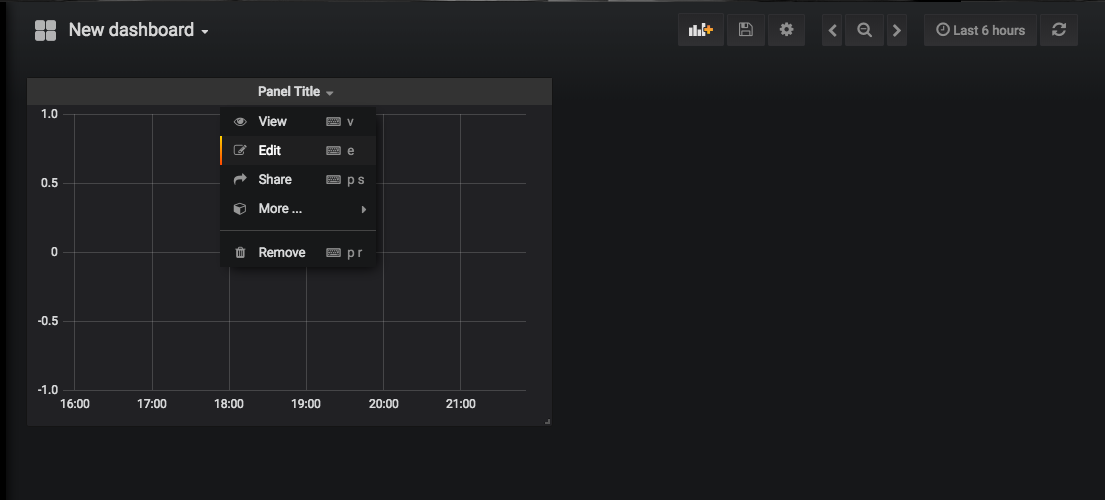 New dashboard
Last 6 hours
Panel Title
1.0
0.5
0
-0.5
-1.0
View v
Edit e
Share p s
More ...
Remove p r
16:00 17:00 18:00 19:00 20:00 21:00